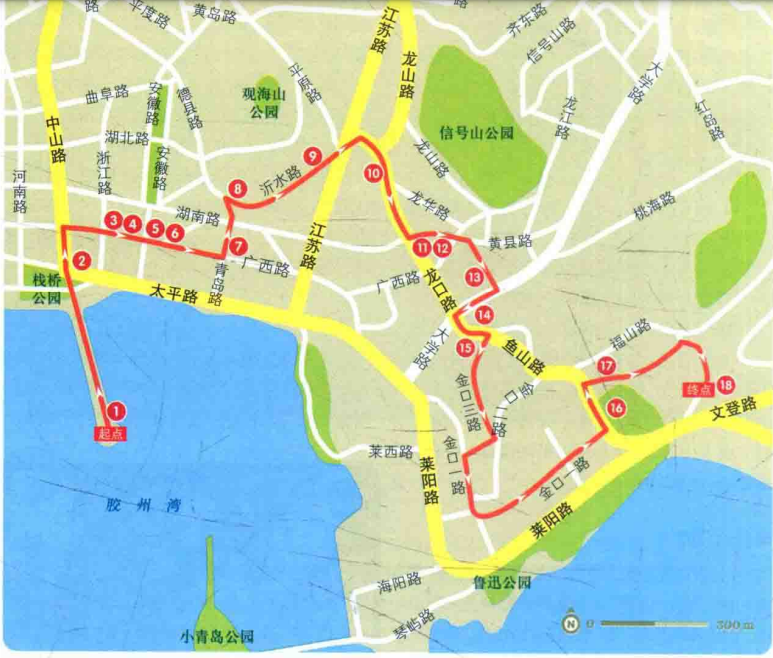 路
平度路
黄岛路
江苏路
路
齐东路
信号山路
大学路
红岛路
曲阜路
安徽路
德县路
平原路
观海山
公园
龙山路
信号山公园
龙江路
中山路
湖北路
浙江路
安徽路
河南路
9
10
龙山路
沂水路
8
龙华路
桃海路
湖南路
3
4
5
6
7
江苏路
11
12
黄县路
2
广西路
青岛路
13
广西路
龙口路
栈桥
公园
太平路
14
大学路
15
鱼山路
福山路
17
金口三路
金口二路
终点
18
1
起点
16
文登路
莱西路
金口一路
金口一路
莱阳路
莱阳路
胶州湾
海阳路
鲁迅公园
琴屿路
小青岛公园
N
0
300 m